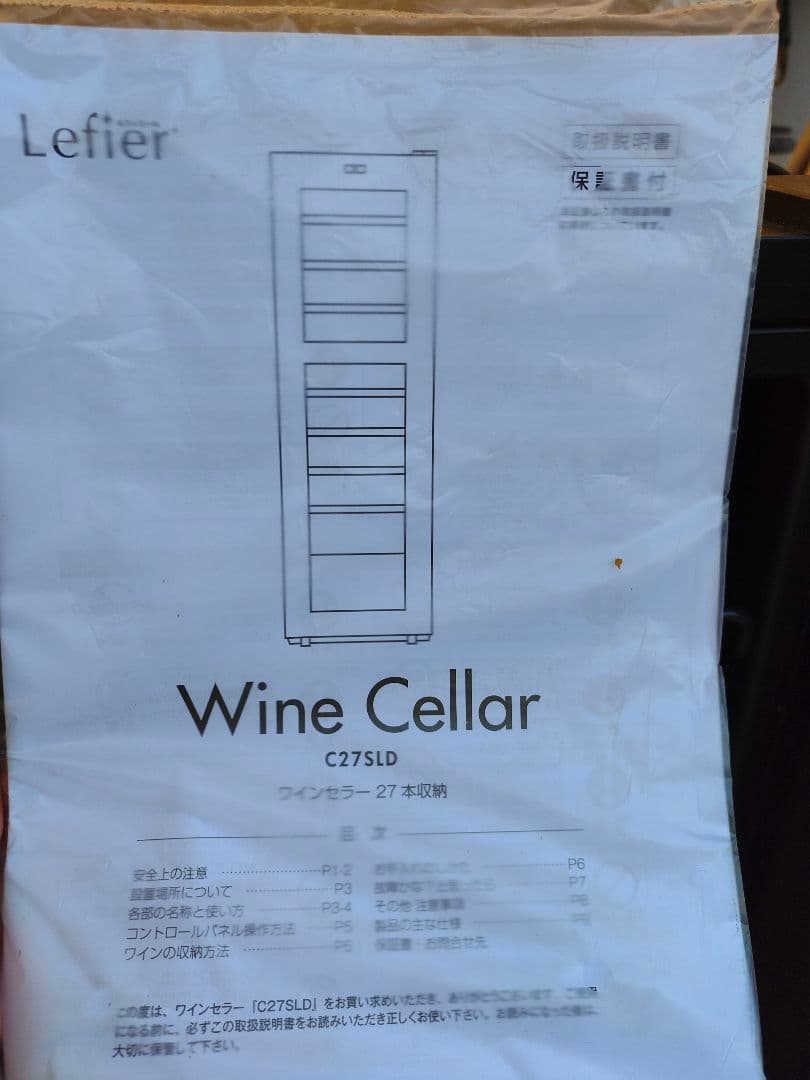 Lefier
取扱説明書
保証書付
Wine Cellar
C27SLD
ワインセラー 27 本収納
目 次
安全上の注意 P1-2
設置場所について P3
各部の名称と使い方 P3-4
コントロールパネル操作方法 P5
ワインの収納方法 P6
お手入れのしかた P6
故障かな？と思ったら P7
その他 注意事項 P8
製品の主な仕様
保証書・お問合せ先
この度は、ワインセラー『C27SLD』をお買い求めいただき、ありがとうございます。ご使用
になる前に、必ずこの取扱説明書をお読みいただき正しくお使い下さい。お読みになった後は、
大切に保管して下さい。